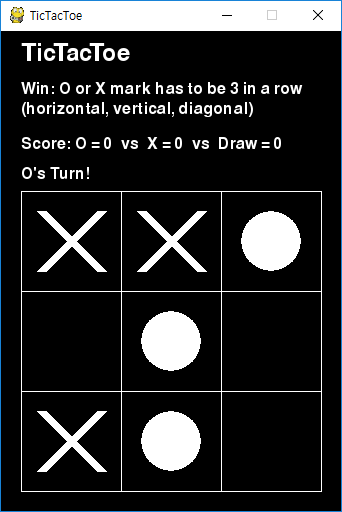 TicTacToe
TicTacToe
Win: O or X mark has to be 3 in a row
(horizontal, vertical, diagonal)
Score: O = 0 vs X = 0 vs Draw = 0
O's Turn!